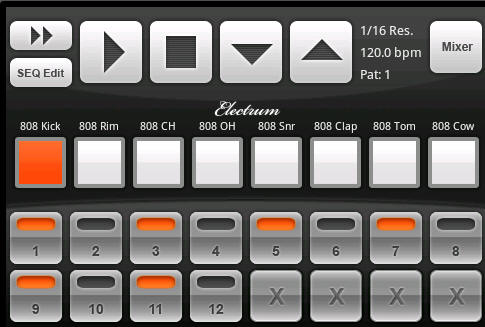 1/16 Res.
SEQ Edit
120.0 bpm
Pat: 1
Mixer
Electrum
808 Kick 808 Rim 808 CH 808 OH 808 Snr 808 Clap 808 Tom 808 Cow
1 2 3 4 5 6 7 8
9 10 11 12 X X X X